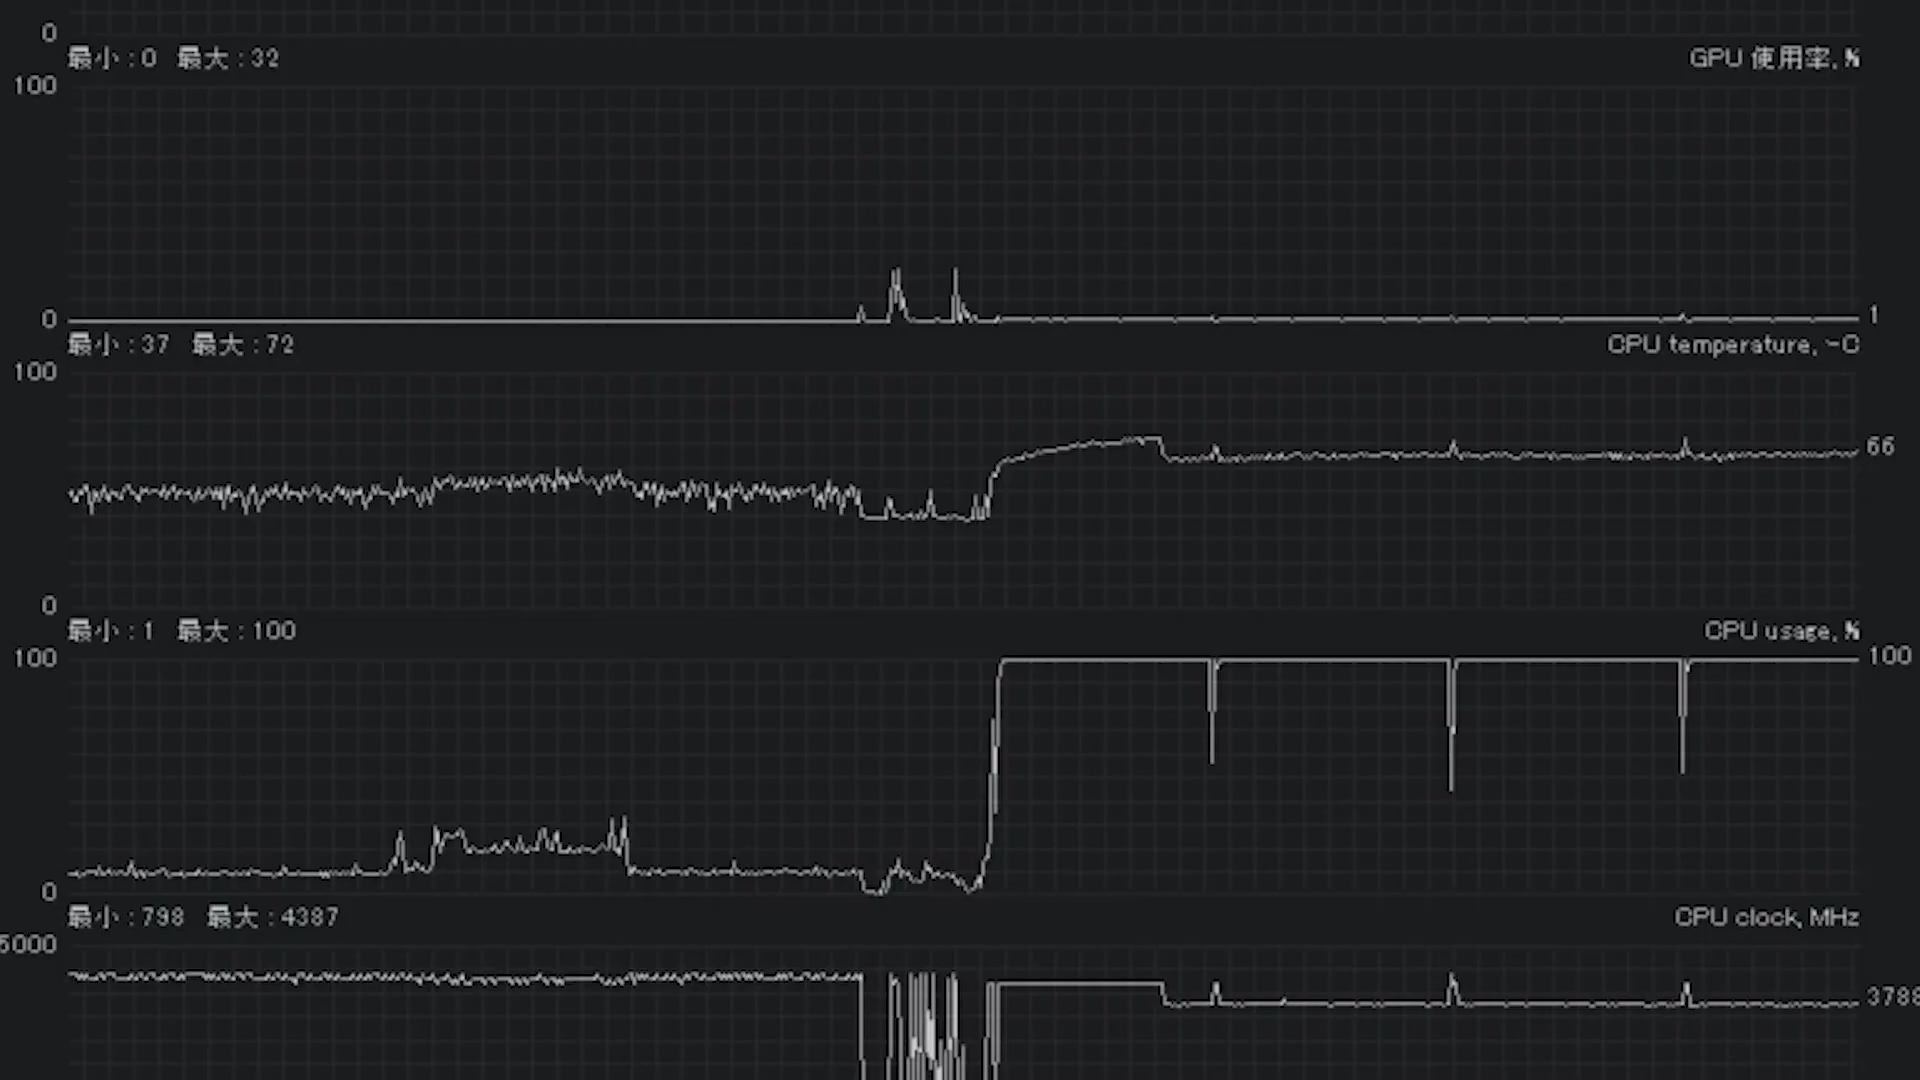 0
最小 : 0 最大 : 32 GPU 使用率, %
100
0 1
最小 : 37 最大 : 72 CPU temperature, ~C
100
66
0
最小 : 1 最大 : 100 CPU usage, %
100 100
0
最小 : 798 最大 : 4387 CPU clock, MHz
5000
3788